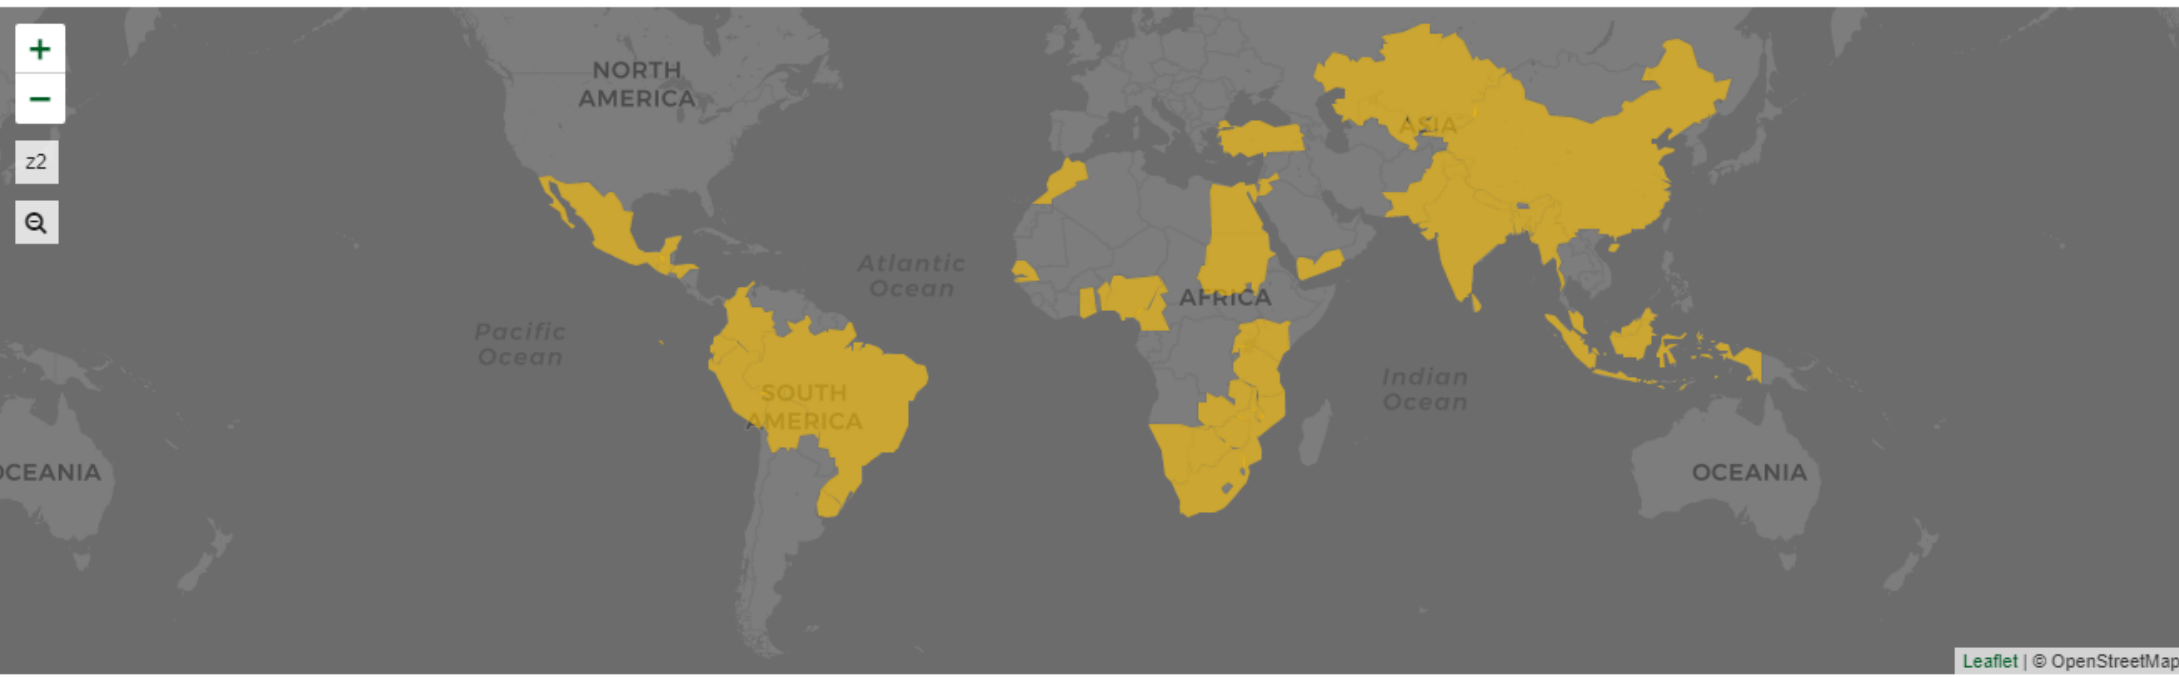 +
NORTH
AMERICA
−
ASIA
z2
Atlantic
Ocean
AFRICA
Pacific
Ocean
Indian
Ocean
SOUTH
AMERICA
OCEANIA
OCEANIA
Leaflet | © OpenStreetMap